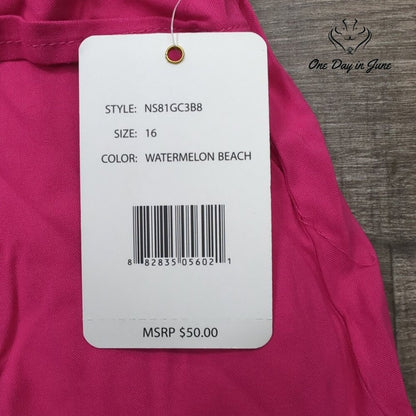 One Day in June
STYLE: NS81GC3B8
SIZE: 16
COLOR: WATERMELON BEACH
8 82835 05602 1
MSRP $50.00